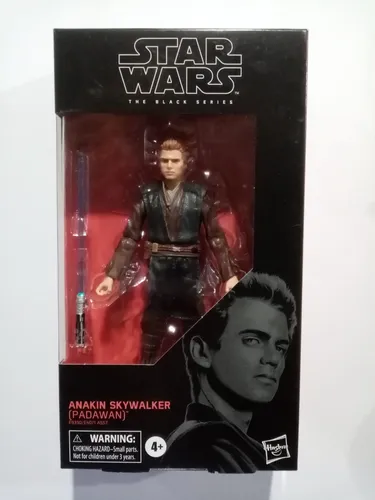 STAR
WARS
THE BLACK SERIES
ANAKIN SKYWALKER
(PADAWAN)
WARNING:
CHOKING HAZARD–Small parts.
Not for children under 3 years.
4+
Hasbro